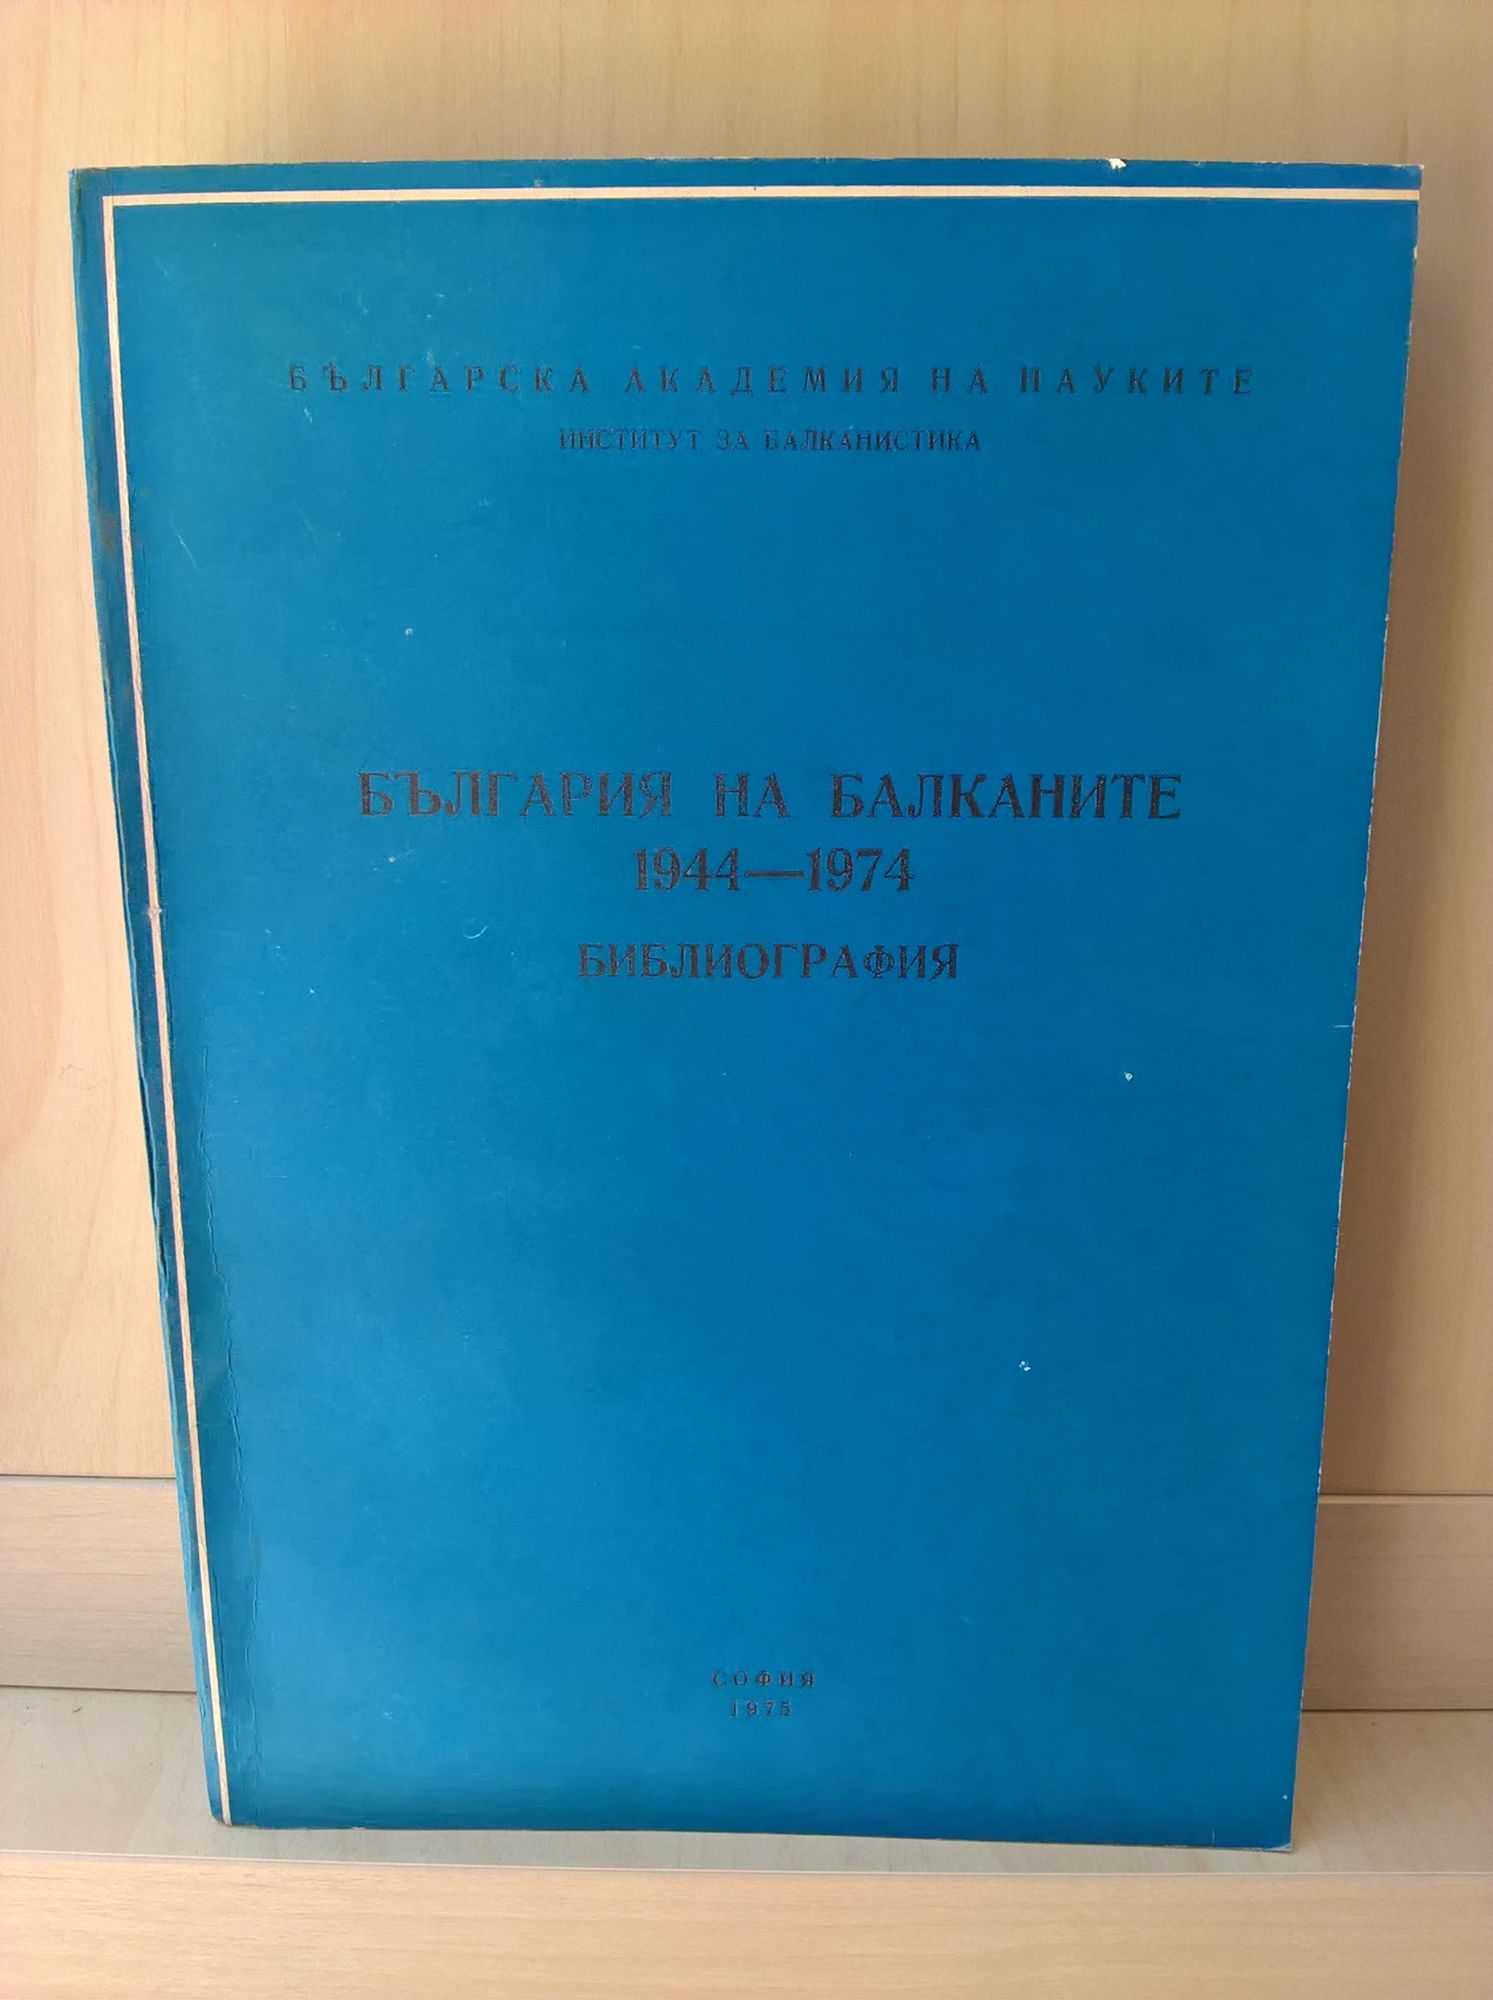 БЪЛГАРСКА АКАДЕМИЯ НА НАУКИТЕ
ИНСТИТУТ ЗА БАЛКАНИСТИКА
БЪЛГАРИЯ НА БАЛКАНИТЕ
1944—1974
БИБЛИОГРАФИЯ
СОФИЯ
1975